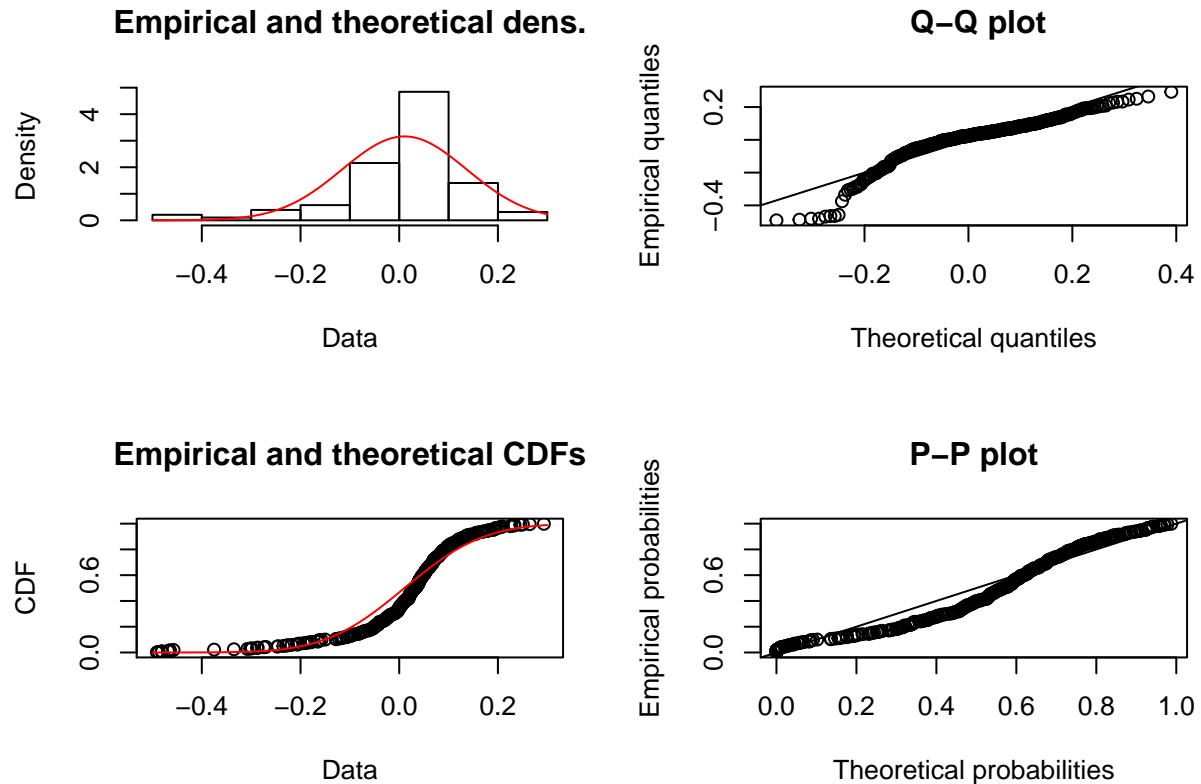 Empirical and theoretical dens.
Density
0 2 4
−0.4 −0.2 0.0 0.2
Data
Q−Q plot
Empirical quantiles
−0.4 0.2
−0.2 0.0 0.2 0.4
Theoretical quantiles
Empirical and theoretical CDFs
CDF
0.0 0.6
−0.4 −0.2 0.0 0.2
Data
P−P plot
Empirical probabilities
0.0 0.6
0.0 0.2 0.4 0.6 0.8 1.0
Theoretical probabilities